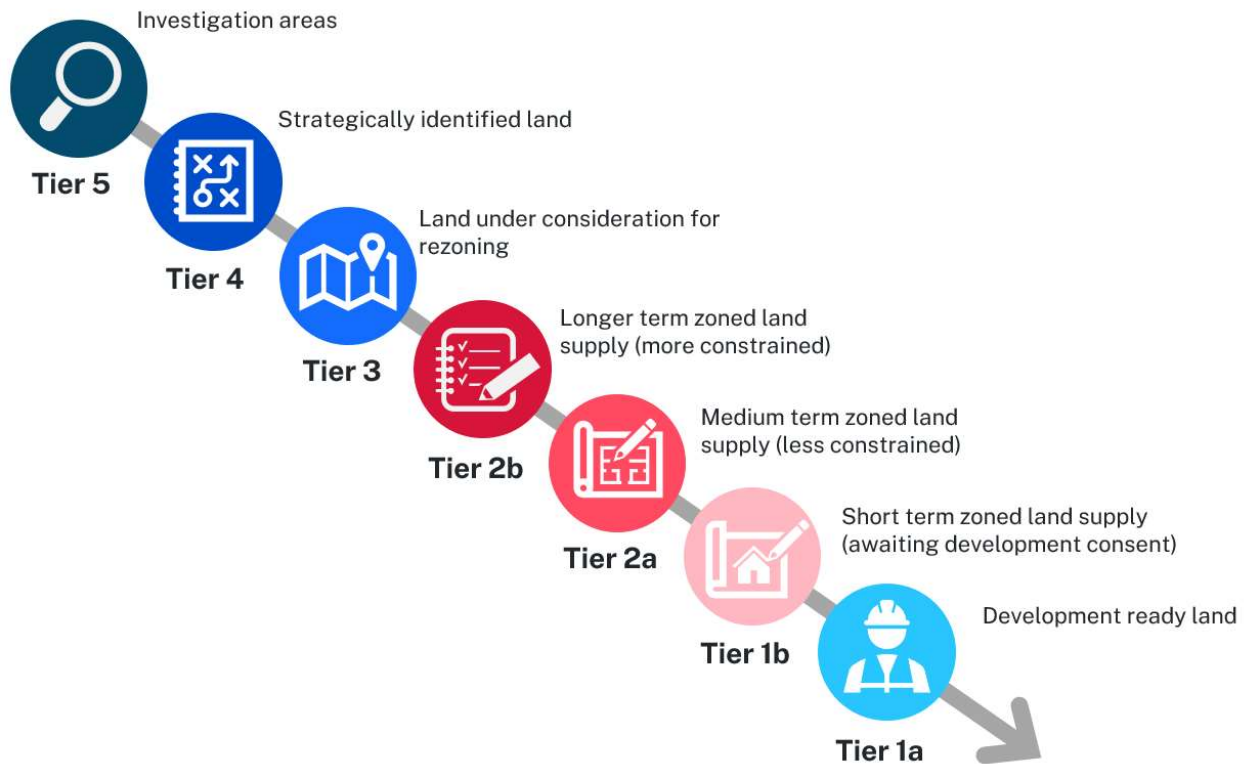 Investigation areas
Tier 5
Strategically identified land
Tier 4
Land under consideration for
rezoning
Tier 3
Longer term zoned land
supply (more constrained)
Tier 2b
Medium term zoned land
supply (less constrained)
Tier 2a
Short term zoned land supply
(awaiting development consent)
Tier 1b
Development ready land
Tier 1a